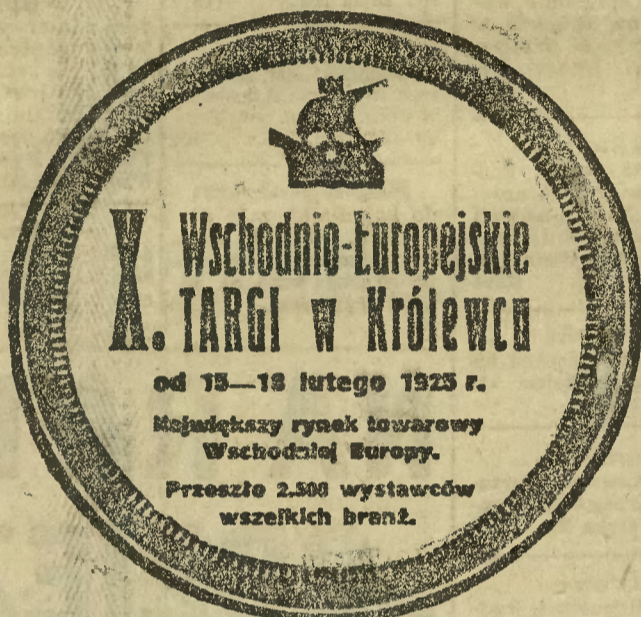 X. Wschodnio-Europejskie
TARGI w Królewcu
od 15—18 lutego 1925 r.
Największy rynek towarowy
Wschodniej Europy.
Przeszło 2.500 wystawców
wszelkich branż.